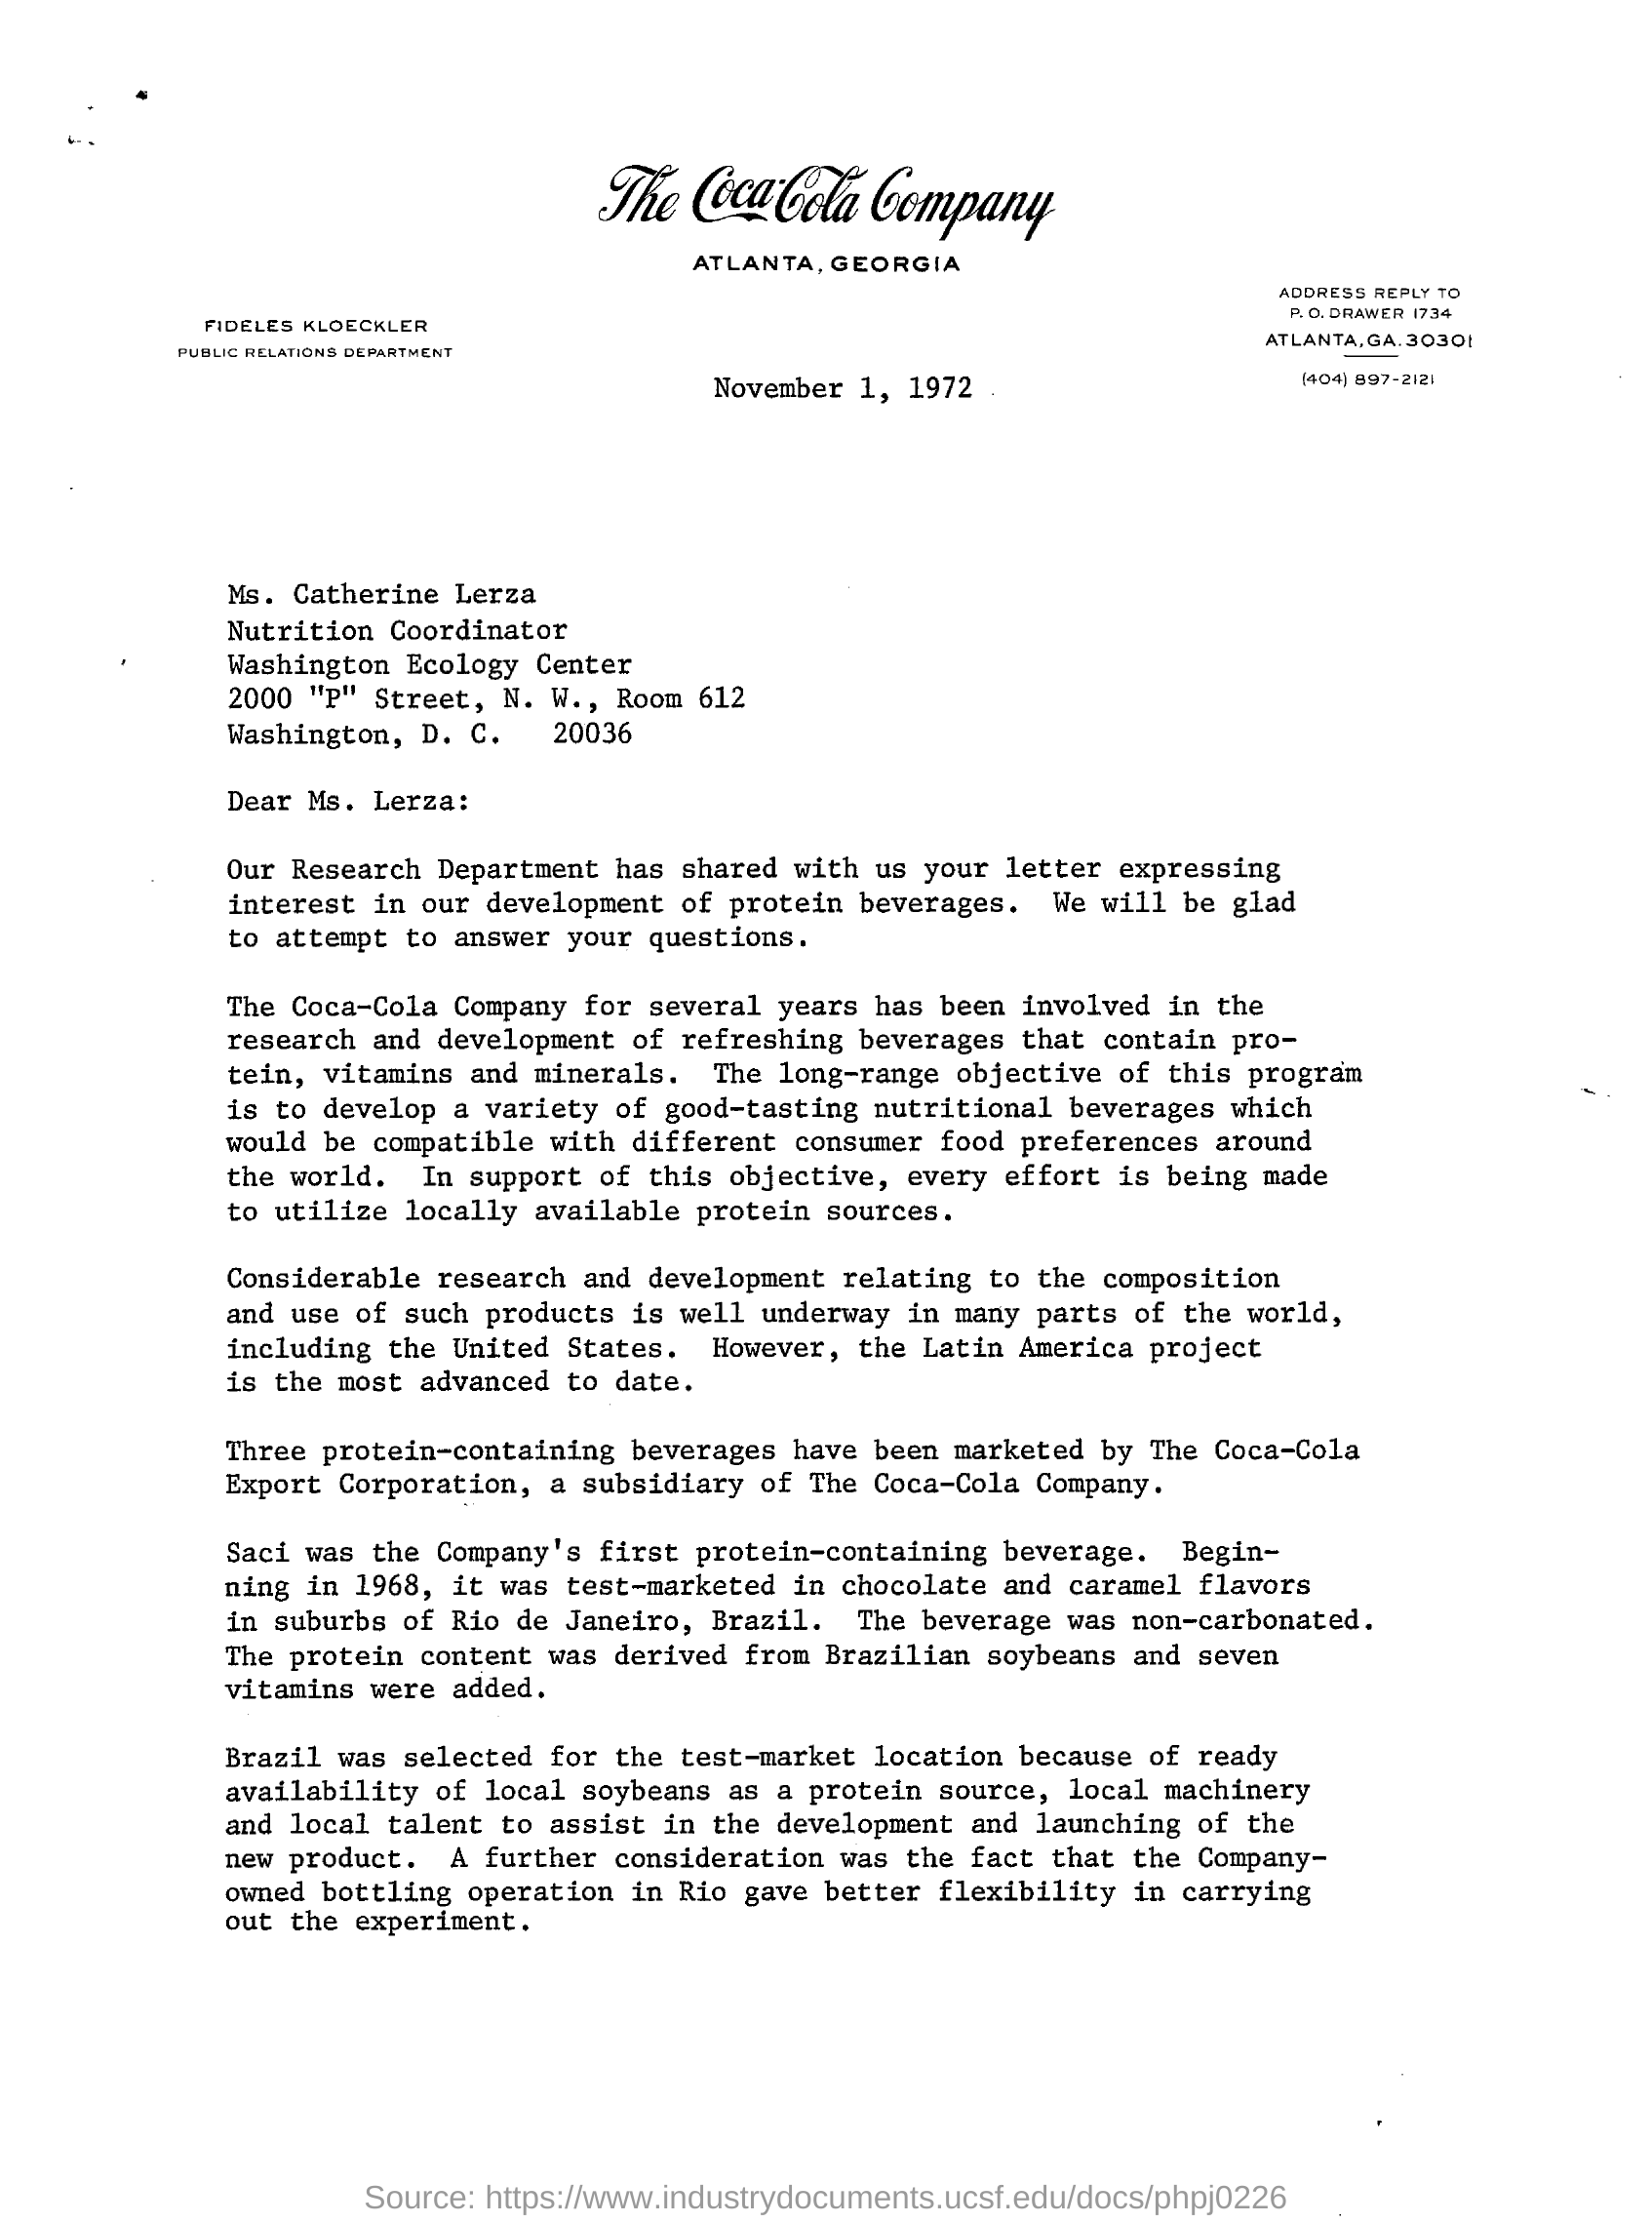 The Coca-Cola Company
ATLANTA, GEORGIA
ADDRESS REPLY TO
P. O. DRAWER 1734
ATLANTA, GA. 30301
(404) 897-2121
FIDELES KLOECKLER
PUBLIC RELATIONS DEPARTMENT
November 1, 1972
Ms. Catherine Lerza
Nutrition Coordinator
Washington Ecology Center
2000 "P" Street, N. W., Room 612
Washington, D. C.   20036
Dear Ms. Lerza:
Our Research Department has shared with us your letter expressing
interest in our development of protein beverages.  We will be glad
to attempt to answer your questions.
The Coca-Cola Company for several years has been involved in the
research and development of refreshing beverages that contain pro-
tein, vitamins and minerals.  The long-range objective of this program
is to develop a variety of good-tasting nutritional beverages which
would be compatible with different consumer food preferences around
the world.  In support of this objective, every effort is being made
to utilize locally available protein sources.
Considerable research and development relating to the composition
and use of such products is well underway in many parts of the world,
including the United States.  However, the Latin America project
is the most advanced to date.
Three protein-containing beverages have been marketed by The Coca-Cola
Export Corporation, a subsidiary of The Coca-Cola Company.
Saci was the Company's first protein-containing beverage.  Begin-
ning in 1968, it was test-marketed in chocolate and caramel flavors
in suburbs of Rio de Janeiro, Brazil.  The beverage was non-carbonated.
The protein content was derived from Brazilian soybeans and seven
vitamins were added.
Brazil was selected for the test-market location because of ready
availability of local soybeans as a protein source, local machinery
and local talent to assist in the development and launching of the
new product.  A further consideration was the fact that the Company-
owned bottling operation in Rio gave better flexibility in carrying
out the experiment.
Source: https://www.industrydocuments.ucsf.edu/docs/phpj0226